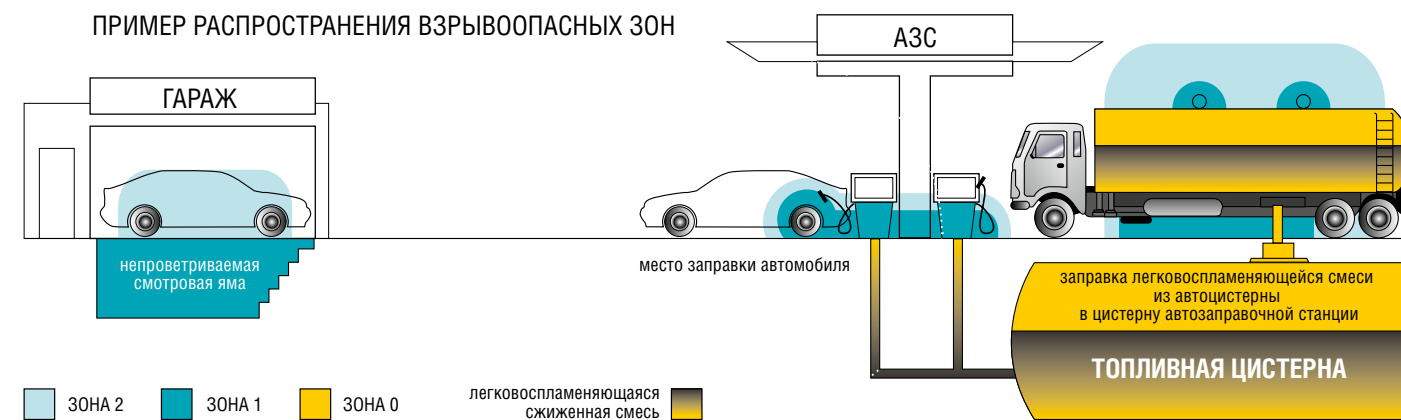 ПРИМЕР РАСПРОСТРАНЕНИЯ ВЗРЫВООПАСНЫХ ЗОН
ГАРАЖ
АЗС
непроветриваемая
смотровая яма
место заправки автомобиля
заправка легковоспламеняющейся смеси
из автоцистерны
в цистерну автозаправочной станции
ТОПЛИВНАЯ ЦИСТЕРНА
ЗОНА 2
ЗОНА 1
ЗОНА 0
легковоспламеняющаяся
сжиженная смесь